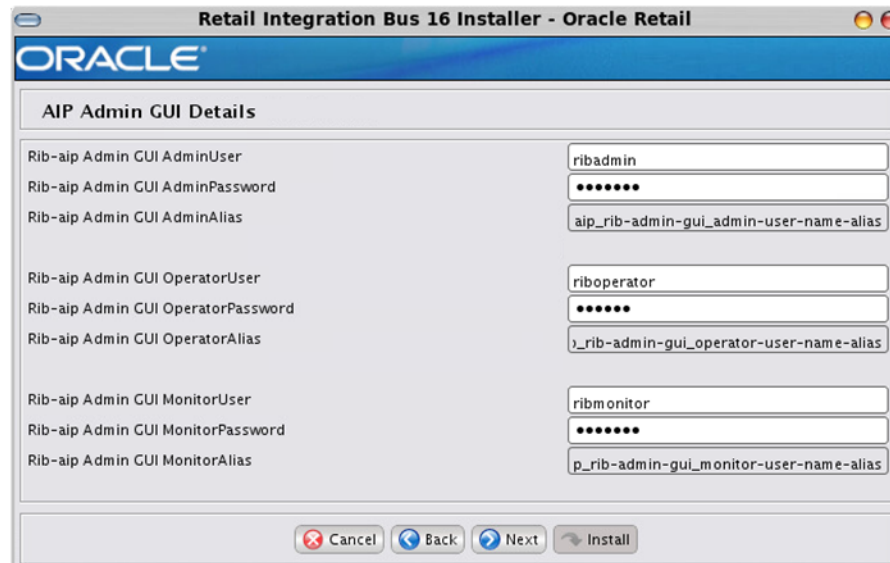 Retail Integration Bus 16 Installer - Oracle Retail
ORACLE®
AIP Admin GUI Details
Rib-aip Admin GUI AdminUser ribadmin
Rib-aip Admin GUI AdminPassword •••••••
Rib-aip Admin GUI AdminAlias aip_rib-admin-gui_admin-user-name-alias
Rib-aip Admin GUI OperatorUser riboperator
Rib-aip Admin GUI OperatorPassword ••••••
Rib-aip Admin GUI OperatorAlias _rib-admin-gui_operator-user-name-alias
Rib-aip Admin GUI MonitorUser ribmonitor
Rib-aip Admin GUI MonitorPassword •••••••
Rib-aip Admin GUI MonitorAlias p_rib-admin-gui_monitor-user-name-alias
Cancel Back Next Install